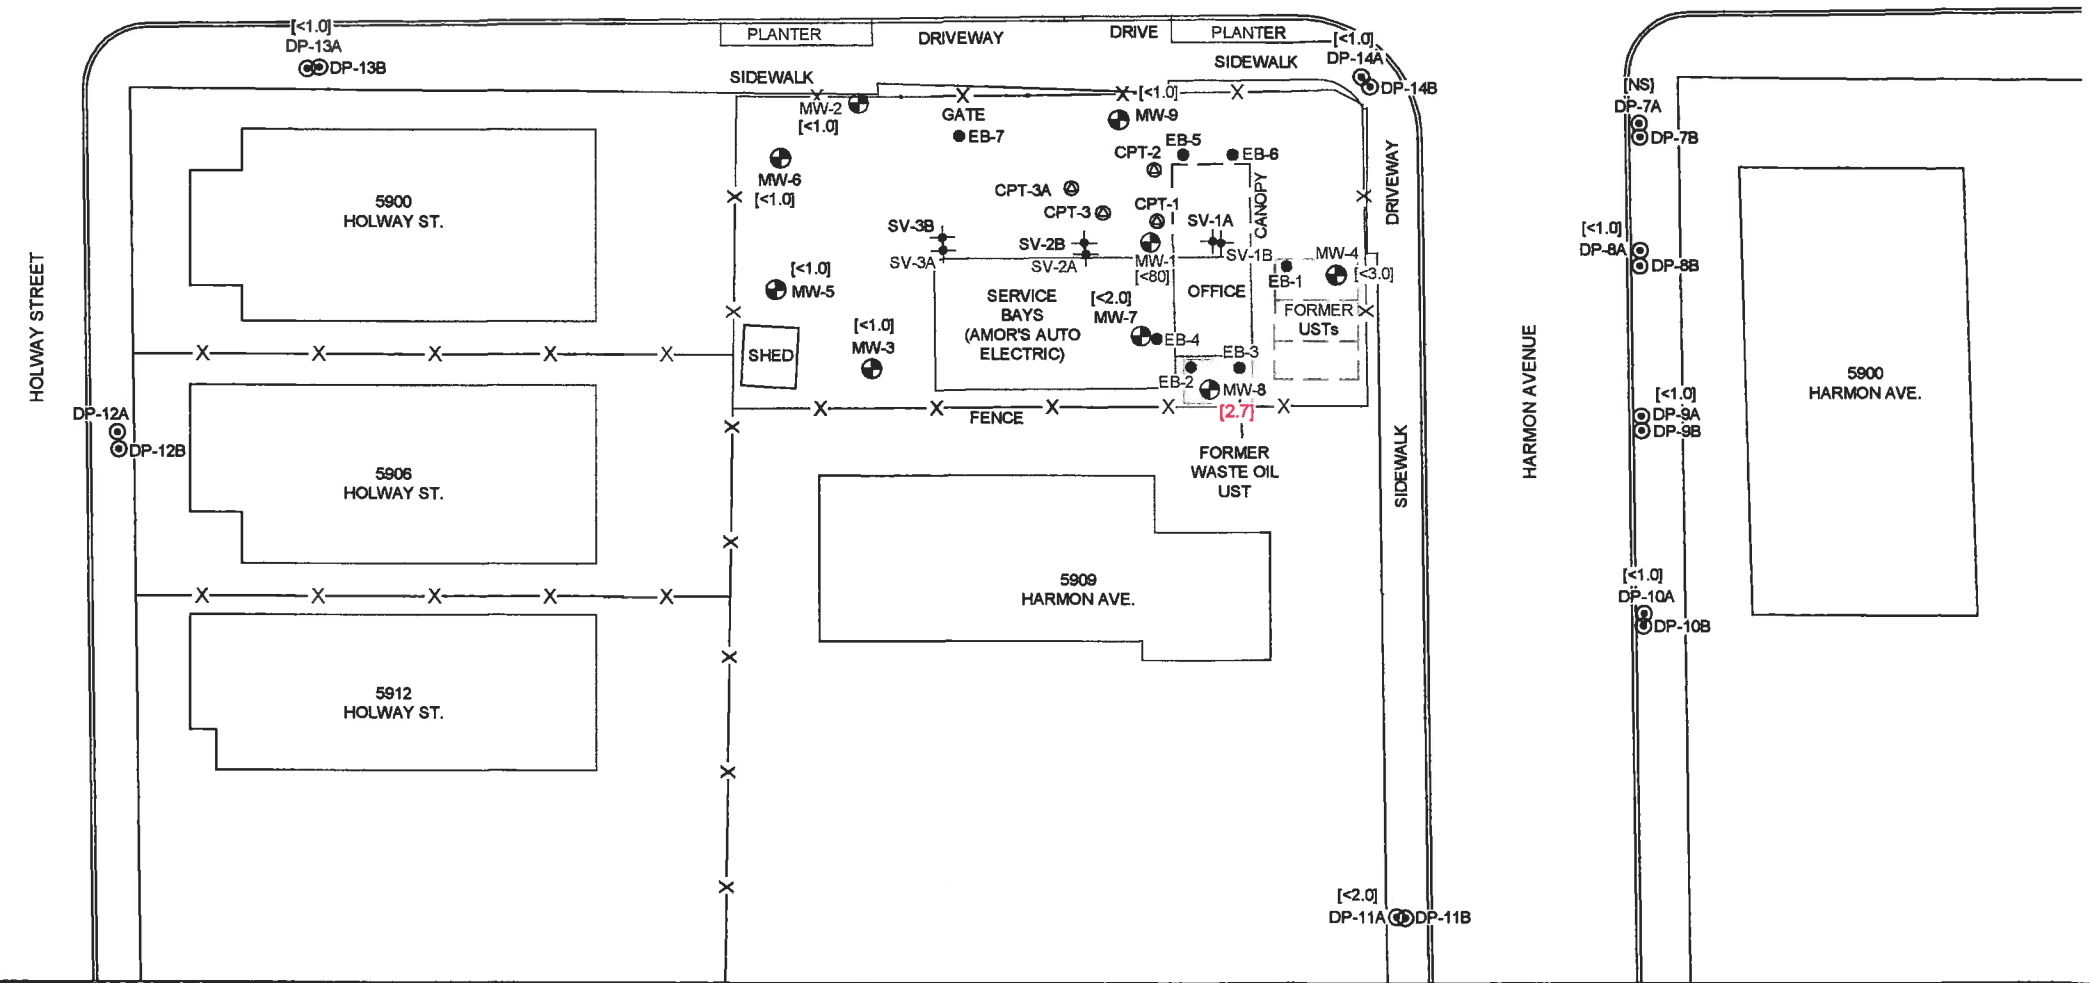 [<1.0]
DP-13A
DP-13B
PLANTER
DRIVEWAY
DRIVE
PLANTER
SIDEWALK
SIDEWALK
[<1.0]
DP-14A
DP-14B
MW-2
[<1.0]
GATE
EB-7
[<1.0]
MW-9
[NS]
DP-7A
DP-7B
5900
HOLWAY ST.
MW-6
[<1.0]
CPT-2
EB-5
EB-6
CPT-3A
CPT-3
CPT-1
CANOPY
DRIVEWAY
SV-3B
SV-3A
SV-2B
SV-2A
SV-1A
SV-1B
MW-1
[<80]
MW-4
[<3.0]
EB-1
[<1.0]
DP-8A
DP-8B
HOLWAY STREET
[<1.0]
MW-5
SERVICE
BAYS
(AMOR'S AUTO
ELECTRIC)
OFFICE
[<2.0]
MW-7
EB-4
FORMER
USTs
SHED
[<1.0]
MW-3
EB-3
EB-2
MW-8
[2.7]
FENCE
HARMON AVENUE
5900
HARMON AVE.
[<1.0]
DP-9A
DP-9B
DP-12A
DP-12B
5906
HOLWAY ST.
FORMER
WASTE OIL
UST
SIDEWALK
5909
HARMON AVE.
[<1.0]
DP-10A
DP-10B
5912
HOLWAY ST.
[<2.0]
DP-11A
DP-11B